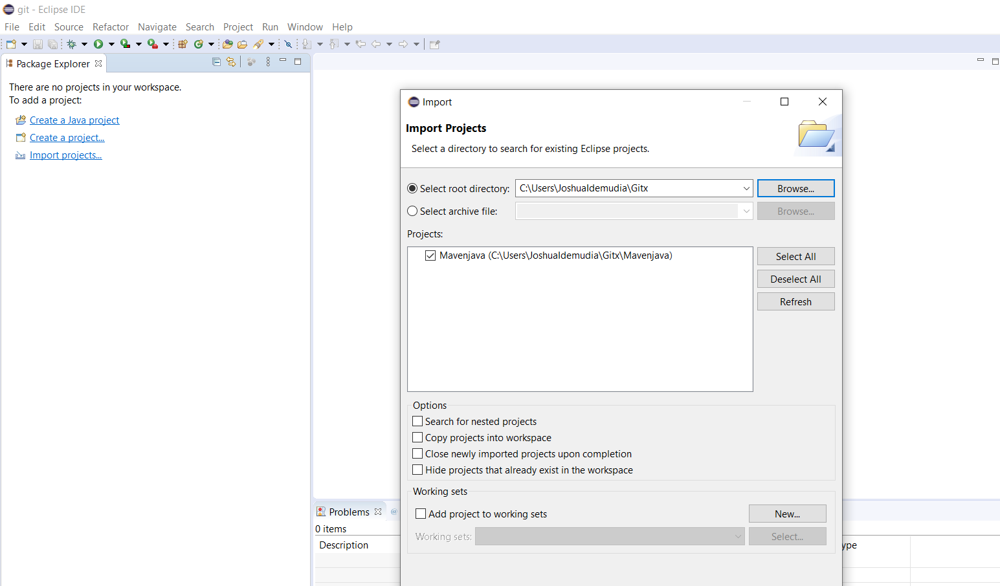 git - Eclipse IDE
File Edit Source Refactor Navigate Search Project Run Window Help
Package Explorer
There are no projects in your workspace.
To add a project:
Create a Java project
Create a project...
Import projects...
Import
Import Projects
Select a directory to search for existing Eclipse projects.
Select root directory: C:\Users\JoshuaIdemudia\Gitx Browse...
Select archive file: Browse...
Projects:
Mavenjava (C:\Users\JoshuaIdemudia\Gitx\Mavenjava)
Select All
Deselect All
Refresh
Options
Search for nested projects
Copy projects into workspace
Close newly imported projects upon completion
Hide projects that already exist in the workspace
Working sets
Add project to working sets New...
Working sets: Select...
Problems @
0 items
Description ype